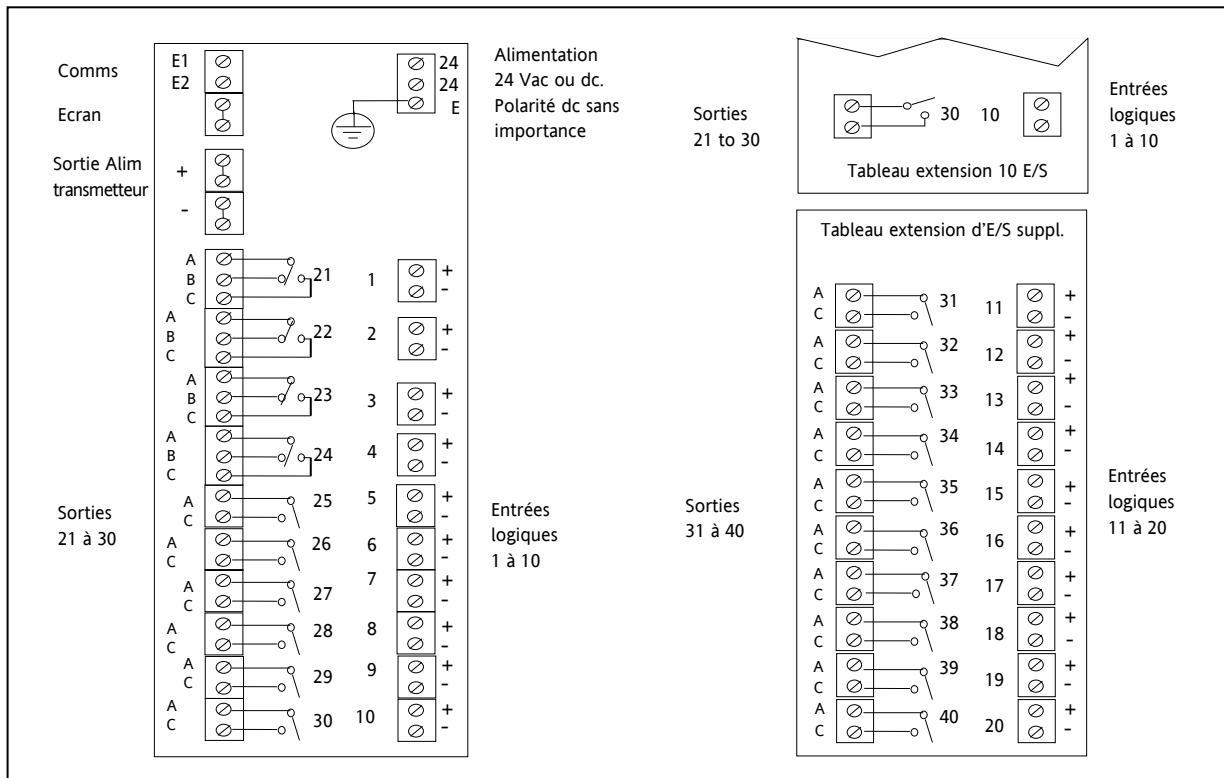 Comms
E1
E2
Ecran
24
24
E
Alimentation
24 Vac ou dc.
Polarité dc sans
importance
Sortie Alim
transmetteur
+
-
A
B
C
21
1
+
-
A
B
C
22
2
+
-
A
B
C
23
3
+
-
A
B
C
24
4
+
-
A
C
25
5
+
-
Sorties
21 à 30
A
C
26
6
+
-
Entrées
logiques
1 à 10
A
C
27
7
+
-
A
C
28
8
+
-
A
C
29
9
+
-
A
C
30
10
+
-
Sorties
21 to 30
30
10
Entrées
logiques
1 à 10
Tableau extension 10 E/S
Tableau extension d'E/S suppl.
A
C
31
11
+
-
A
C
32
12
+
-
A
C
33
13
+
-
A
C
34
14
+
-
Sorties
31 à 40
A
C
35
15
+
-
Entrées
logiques
11 à 20
A
C
36
16
+
-
A
C
37
17
+
-
A
C
38
18
+
-
A
C
39
19
+
-
A
C
40
20
+
-